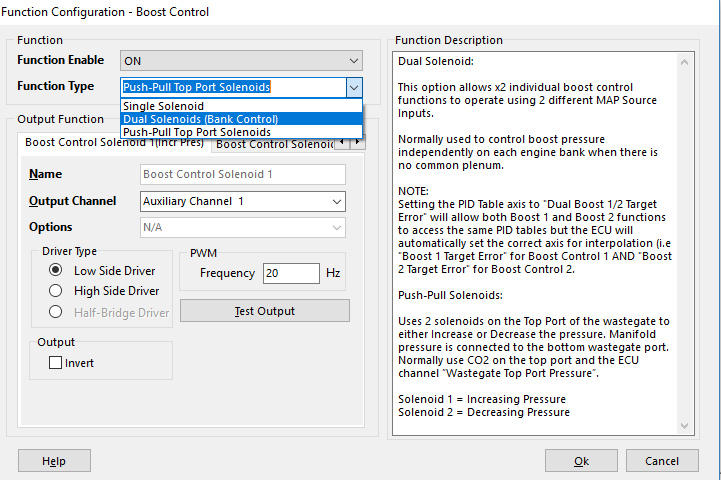 Function Configuration - Boost Control
Function
Function Enable
ON
Function Type
Push-Pull Top Port Solenoids
Single Solenoid
Dual Solenoids (Bank Control)
Push-Pull Top Port Solenoids
Output Function
Boost Control Solenoid 1(Incr Pres)
Boost Control Solenoid
Name
Boost Control Solenoid 1
Output Channel
Auxiliary Channel 1
Options
N/A
Driver Type
Low Side Driver
High Side Driver
Half-Bridge Driver
PWM
Frequency
20
Hz
Test Output
Output
Invert
Function Description
Dual Solenoid:
This option allows x2 individual boost control
functions to operate using 2 different MAP Source
Inputs.
Normally used to control boost pressure
independently on each engine bank when there is
no common plenum.
NOTE:
Setting the PID Table axis to "Dual Boost 1/2 Target
Error" will allow both Boost 1 and Boost 2 functions
to access the same PID tables but the ECU will
automatically set the correct axis for interpolation (i.e
"Boost 1 Target Error" for Boost Control 1 AND "Boost
2 Target Error" for Boost Control 2.
Push-Pull Solenoids:
Uses 2 solenoids on the Top Port of the wastegate to
either Increase or Decrease the pressure. Manifold
pressure is connected to the bottom wastegate port.
Normally use CO2 on the top port and the ECU
channel "Wastegate Top Port Pressure".
Solenoid 1 = Increasing Pressure
Solenoid 2 = Decreasing Pressure
Help
Ok
Cancel